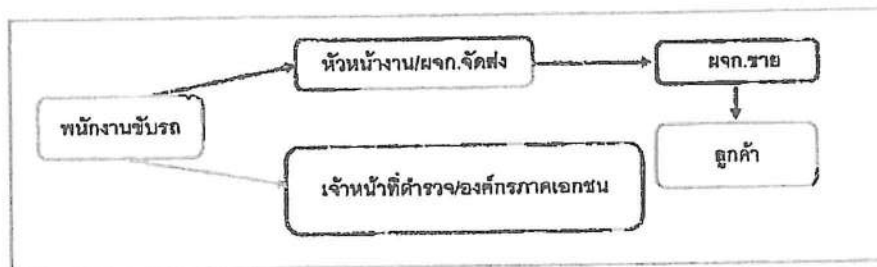 หัวหน้างาน/ผจก.จัดส่ง
ผจก.ขาย
พนักงานขับรถ
ลูกค้า
เจ้าหน้าที่ตำรวจ/องค์กรภาคเอกชน